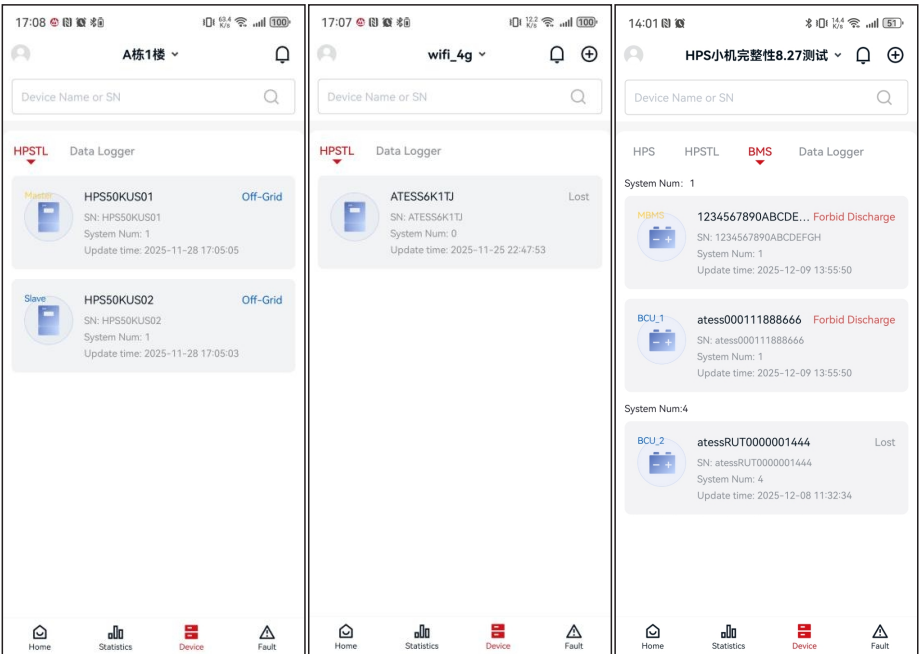 17:08
63.4 K/s
100
A栋1楼
Device Name or SN
HPSTL
Data Logger
Master
HPS50KUS01
Off-Grid
SN: HPS50KUS01
System Num: 1
Update time: 2025-11-28 17:05:05
Slave
HPS50KUS02
Off-Grid
SN: HPS50KUS02
System Num: 1
Update time: 2025-11-28 17:05:03
Home
Statistics
Device
Fault
17:07
12.2 K/s
100
wifi_4g
Device Name or SN
HPSTL
Data Logger
ATESS6K1TJ
Lost
SN: ATESS6K1TJ
System Num: 0
Update time: 2025-11-25 22:47:53
Home
Statistics
Device
Fault
14:01
14.4 K/s
51
HPS小机完整性8.27测试
Device Name or SN
HPS
HPSTL
BMS
Data Logger
System Num: 1
MBMS
1234567890ABCDE... Forbid Discharge
SN: 1234567890ABCDEFGH
System Num: 1
Update time: 2025-12-09 13:55:50
BCU_1
atess000111888666 Forbid Discharge
SN: atess000111888666
System Num: 1
Update time: 2025-12-09 13:55:50
System Num:4
BCU_2
atessRUT0000001444
Lost
SN: atessRUT0000001444
System Num: 4
Update time: 2025-12-08 11:32:34
Home
Statistics
Device
Fault